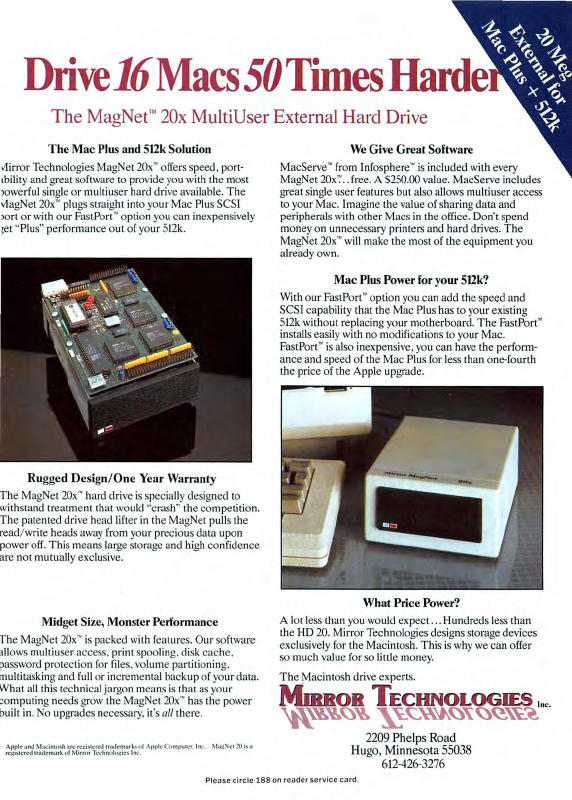 20 Meg
External for
Mac Plus + 512k
Drive 16 Macs 50 Times Harder
The MagNet™ 20x MultiUser External Hard Drive
The Mac Plus and 512k Solution
Mirror Technologies MagNet 20x™ offers speed, port-
ability and great software to provide you with the most
powerful single or multiuser hard drive available. The
MagNet 20x™ plugs straight into your Mac Plus SCSI
port or with our FastPort™ option you can inexpensively
get “Plus” performance out of your 512k.
Rugged Design/One Year Warranty
The MagNet 20x™ hard drive is specially designed to
withstand treatment that would “crash” the competition.
The patented drive head lifter in the MagNet pulls the
read/write heads away from your precious data upon
power off. This means large storage and high confidence
are not mutually exclusive.
Midget Size, Monster Performance
The MagNet 20x™ is packed with features. Our software
allows multiuser access, print spooling, disk cache,
password protection for files, volume partitioning,
multitasking and full or incremental backup of your data.
What all this technical jargon means is that as your
computing needs grow the MagNet 20x™ has the power
built in. No upgrades necessary, it's all there.
Apple and Macintosh are registered trademarks of Apple Computer, Inc. MagNet 20 is a
registered trademark of Mirror Technologies Inc.
We Give Great Software
MacServe™ from Infosphere™ is included with every
MagNet 20x™...free. A $250.00 value. MacServe includes
great single user features but also allows multiuser access
to your Mac. Imagine the value of sharing data and
peripherals with other Macs in the office. Don't spend
money on unnecessary printers and hard drives. The
MagNet 20x™ will make the most of the equipment you
already own.
Mac Plus Power for your 512k?
With our FastPort™ option you can add the speed and
SCSI capability that the Mac Plus has to your existing
512k without replacing your motherboard. The FastPort™
installs easily with no modifications to your Mac.
FastPort™ is also inexpensive, you can have the perform-
ance and speed of the Mac Plus for less than one-fourth
the price of the Apple upgrade.
Mirror MagNet 20x
What Price Power?
A lot less than you would expect...Hundreds less than
the HD 20. Mirror Technologies designs storage devices
exclusively for the Macintosh. This is why we can offer
so much value for so little money.
The Macintosh drive experts.
MIRROR TECHNOLOGIES Inc.
2209 Phelps Road
Hugo, Minnesota 55038
612-426-3276
Please circle 188 on reader service card.